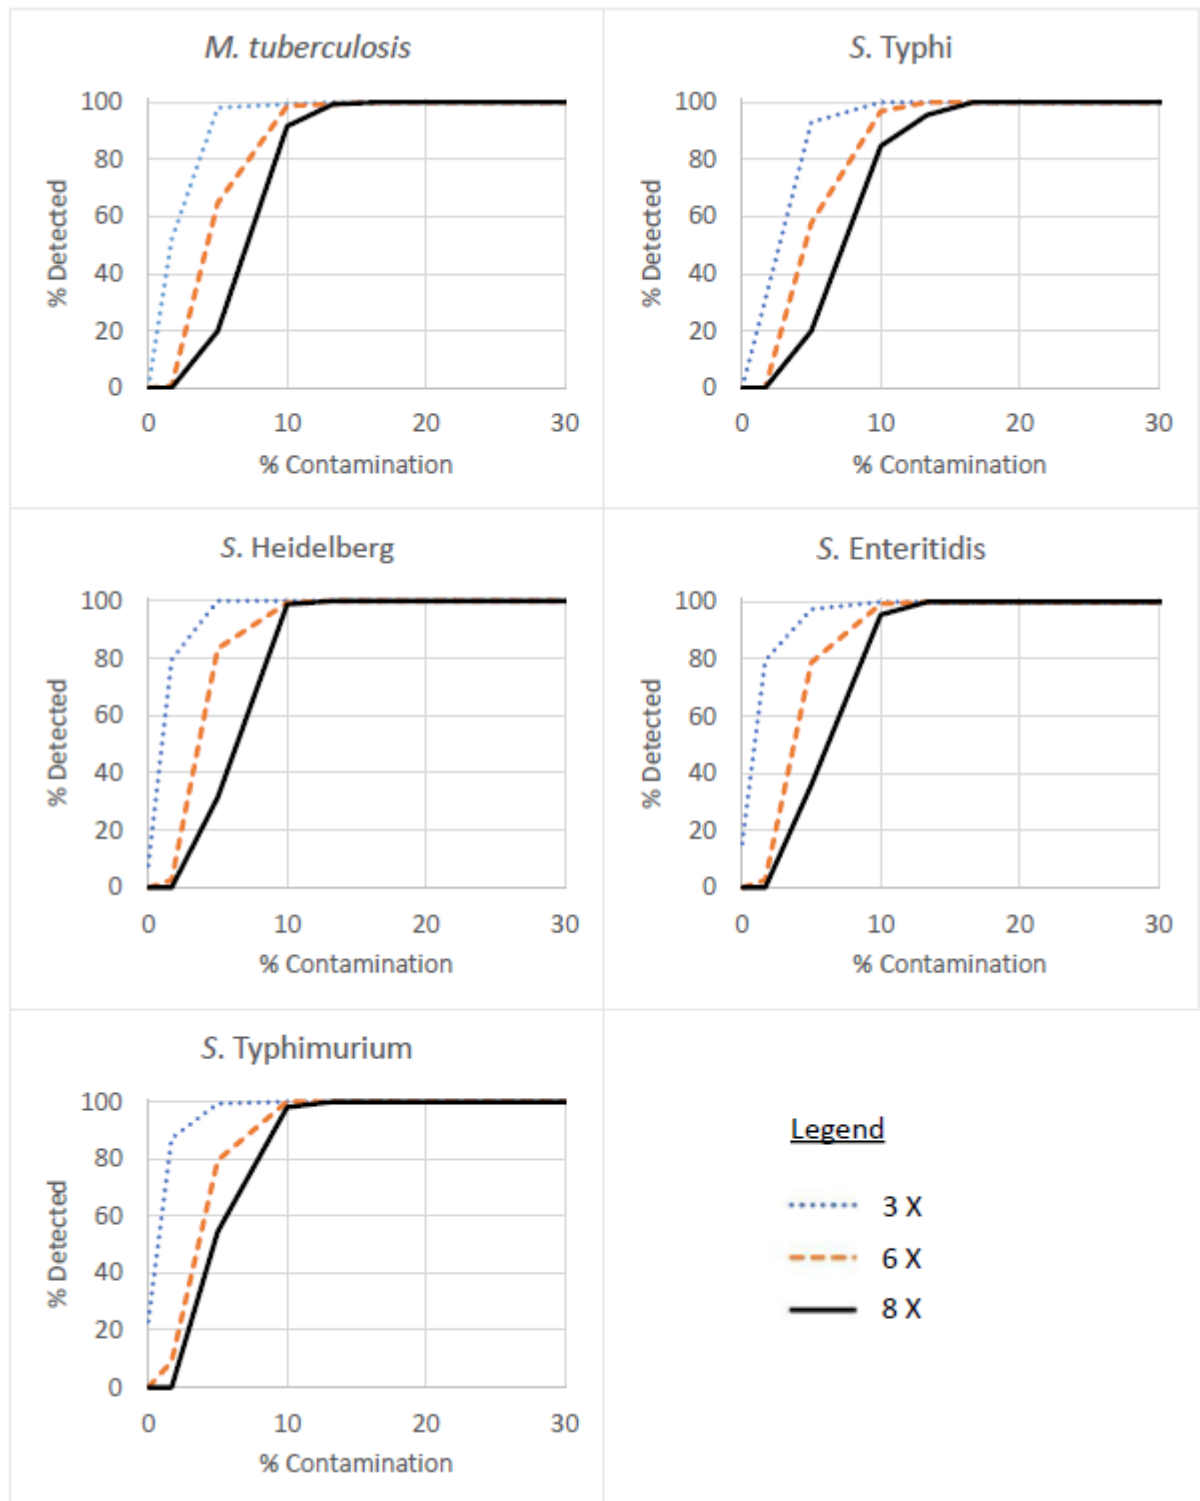 M. tuberculosis
100
80
60
40
20
0
% Detected
0 10 20 30
% Contamination
S. Typhi
100
80
60
40
20
0
% Detected
0 10 20 30
% Contamination
S. Heidelberg
100
80
60
40
20
0
% Detected
0 10 20 30
% Contamination
S. Enteritidis
100
80
60
40
20
0
% Detected
0 10 20 30
% Contamination
S. Typhimurium
100
80
60
40
20
0
% Detected
0 10 20 30
% Contamination
Legend
3 X
6 X
8 X